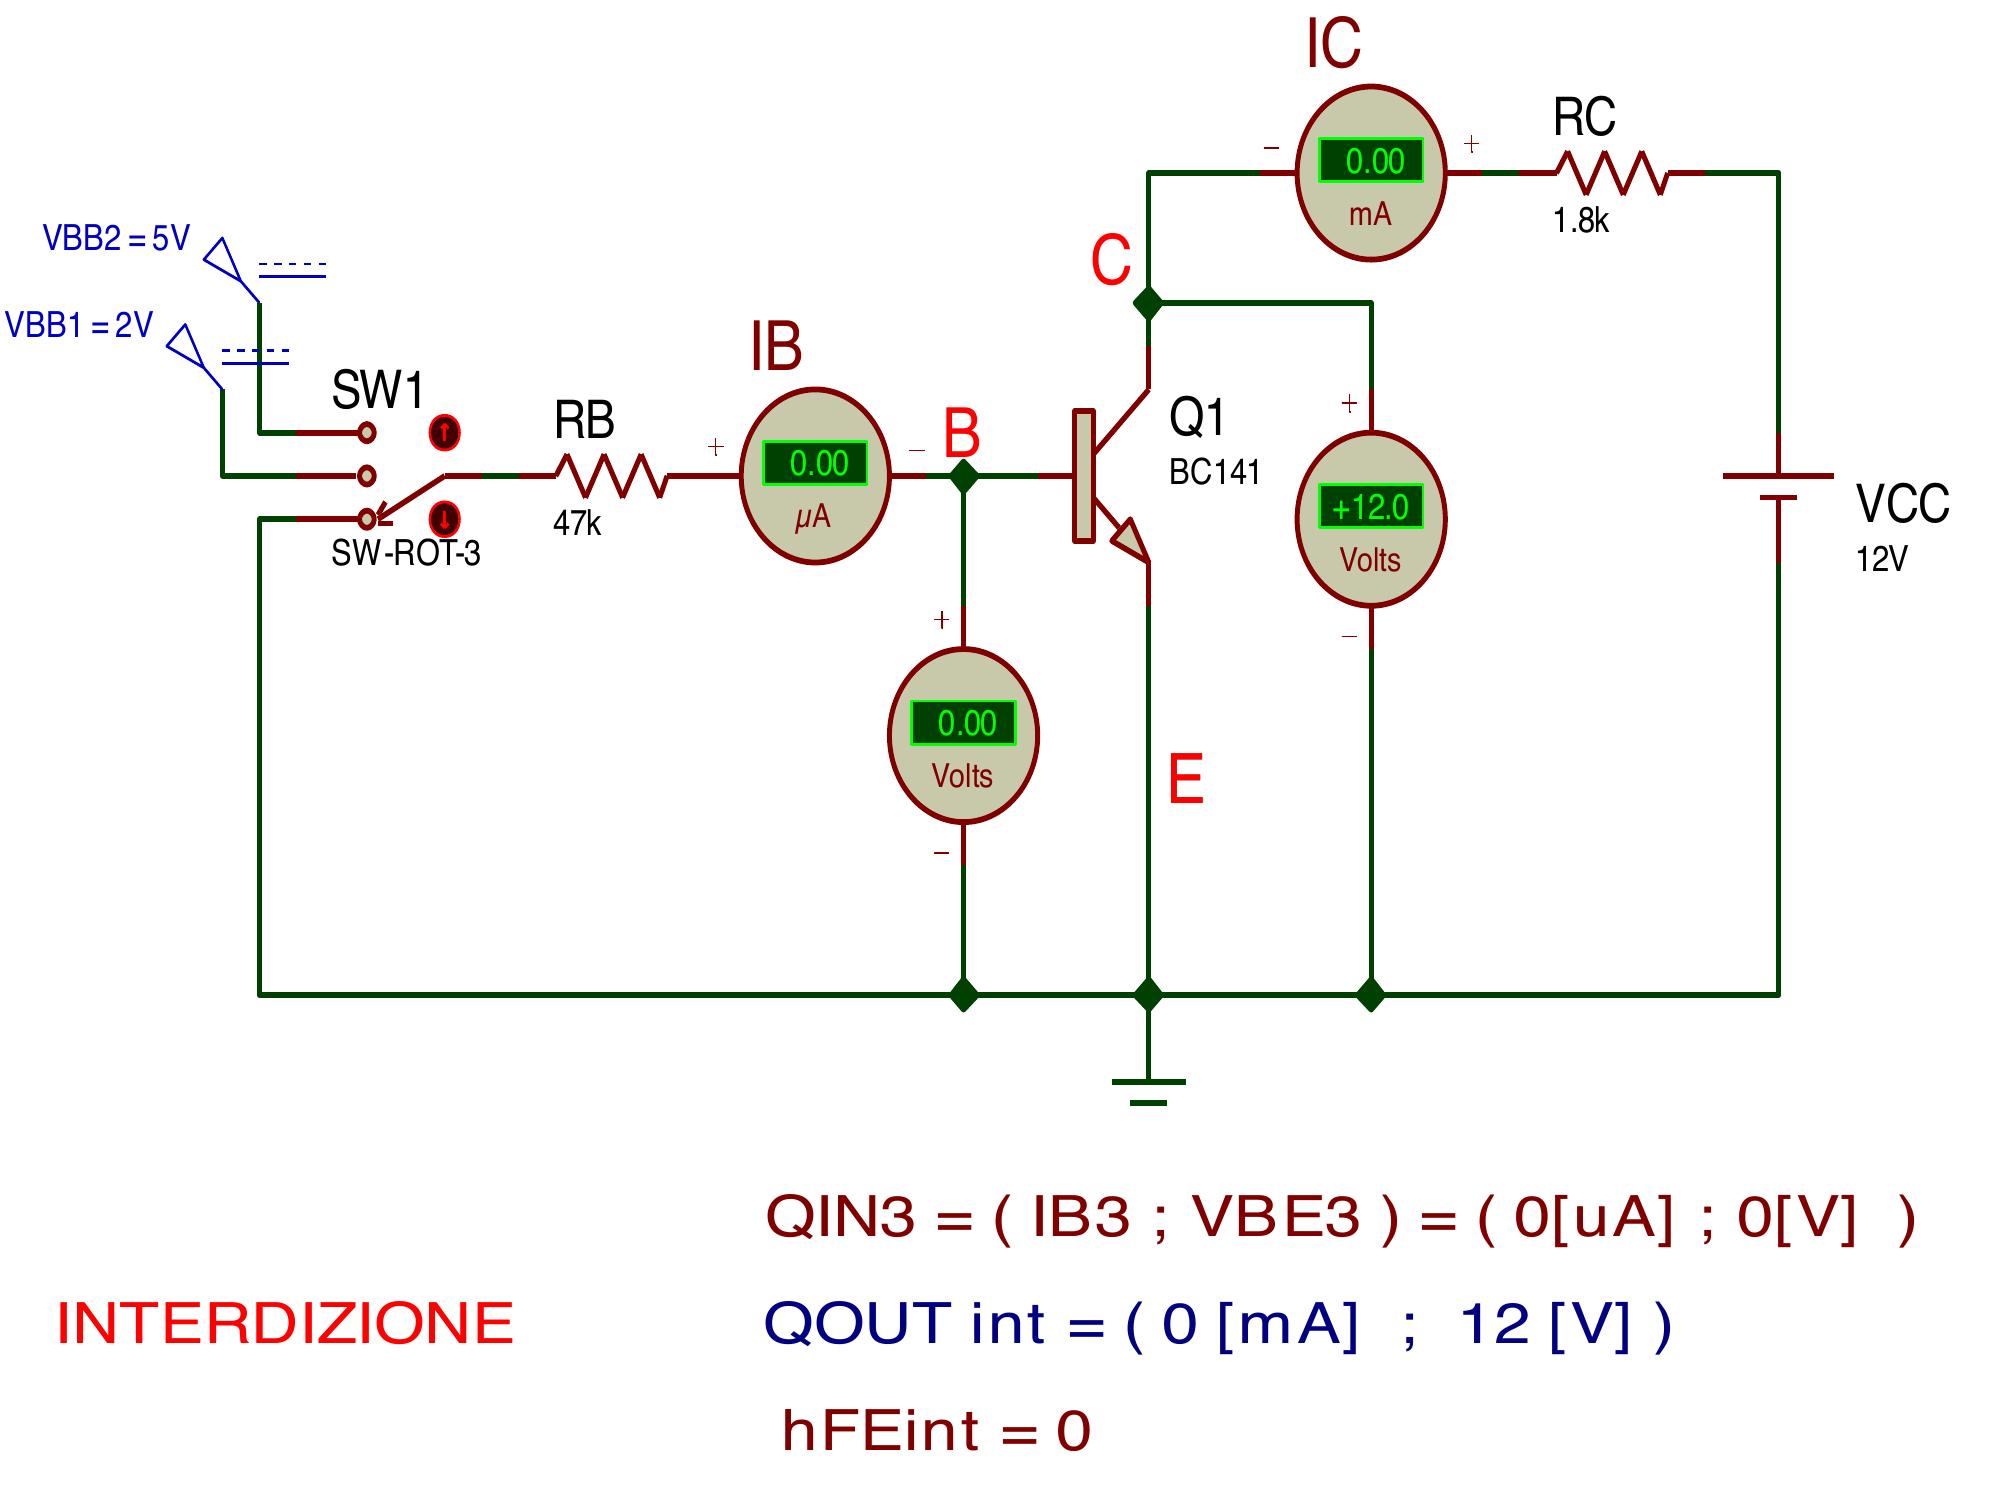 IC
RC
-
+
0.00
mA
1.8k
VBB2 = 5V
C
VBB1 = 2V
IB
SW1
RB
+
-
B
Q1
BC141
+
0.00
µA
47k
SW-ROT-3
+12.0
Volts
VCC
12V
+
-
0.00
Volts
E
-
QIN3 = ( IB3 ; VBE3 ) = ( 0[uA] ; 0[V] )
INTERDIZIONE
QOUT int = ( 0 [mA] ; 12 [V] )
hFEint = 0